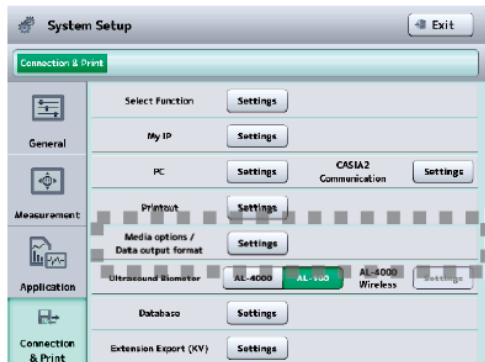 System Setup
Exit
Connection & Print
General
Measurement
Application
Connection
& Print
Select Function
Settings
My IP
Settings
PC
Settings
CASIA2
Communication
Settings
Printout
Settings
Media options /
Data output format
Settings
Ultrasound Biometer
AL-4000
AL-100
AL-4000
Wireless
Settings
Database
Settings
Extension Export (KV)
Settings